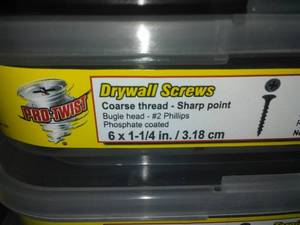 PRO-TWIST
Drywall Screws
Coarse thread - Sharp point
Bugle head - #2 Phillips
Phosphate coated
6 x 1-1/4 in. / 3.18 cm